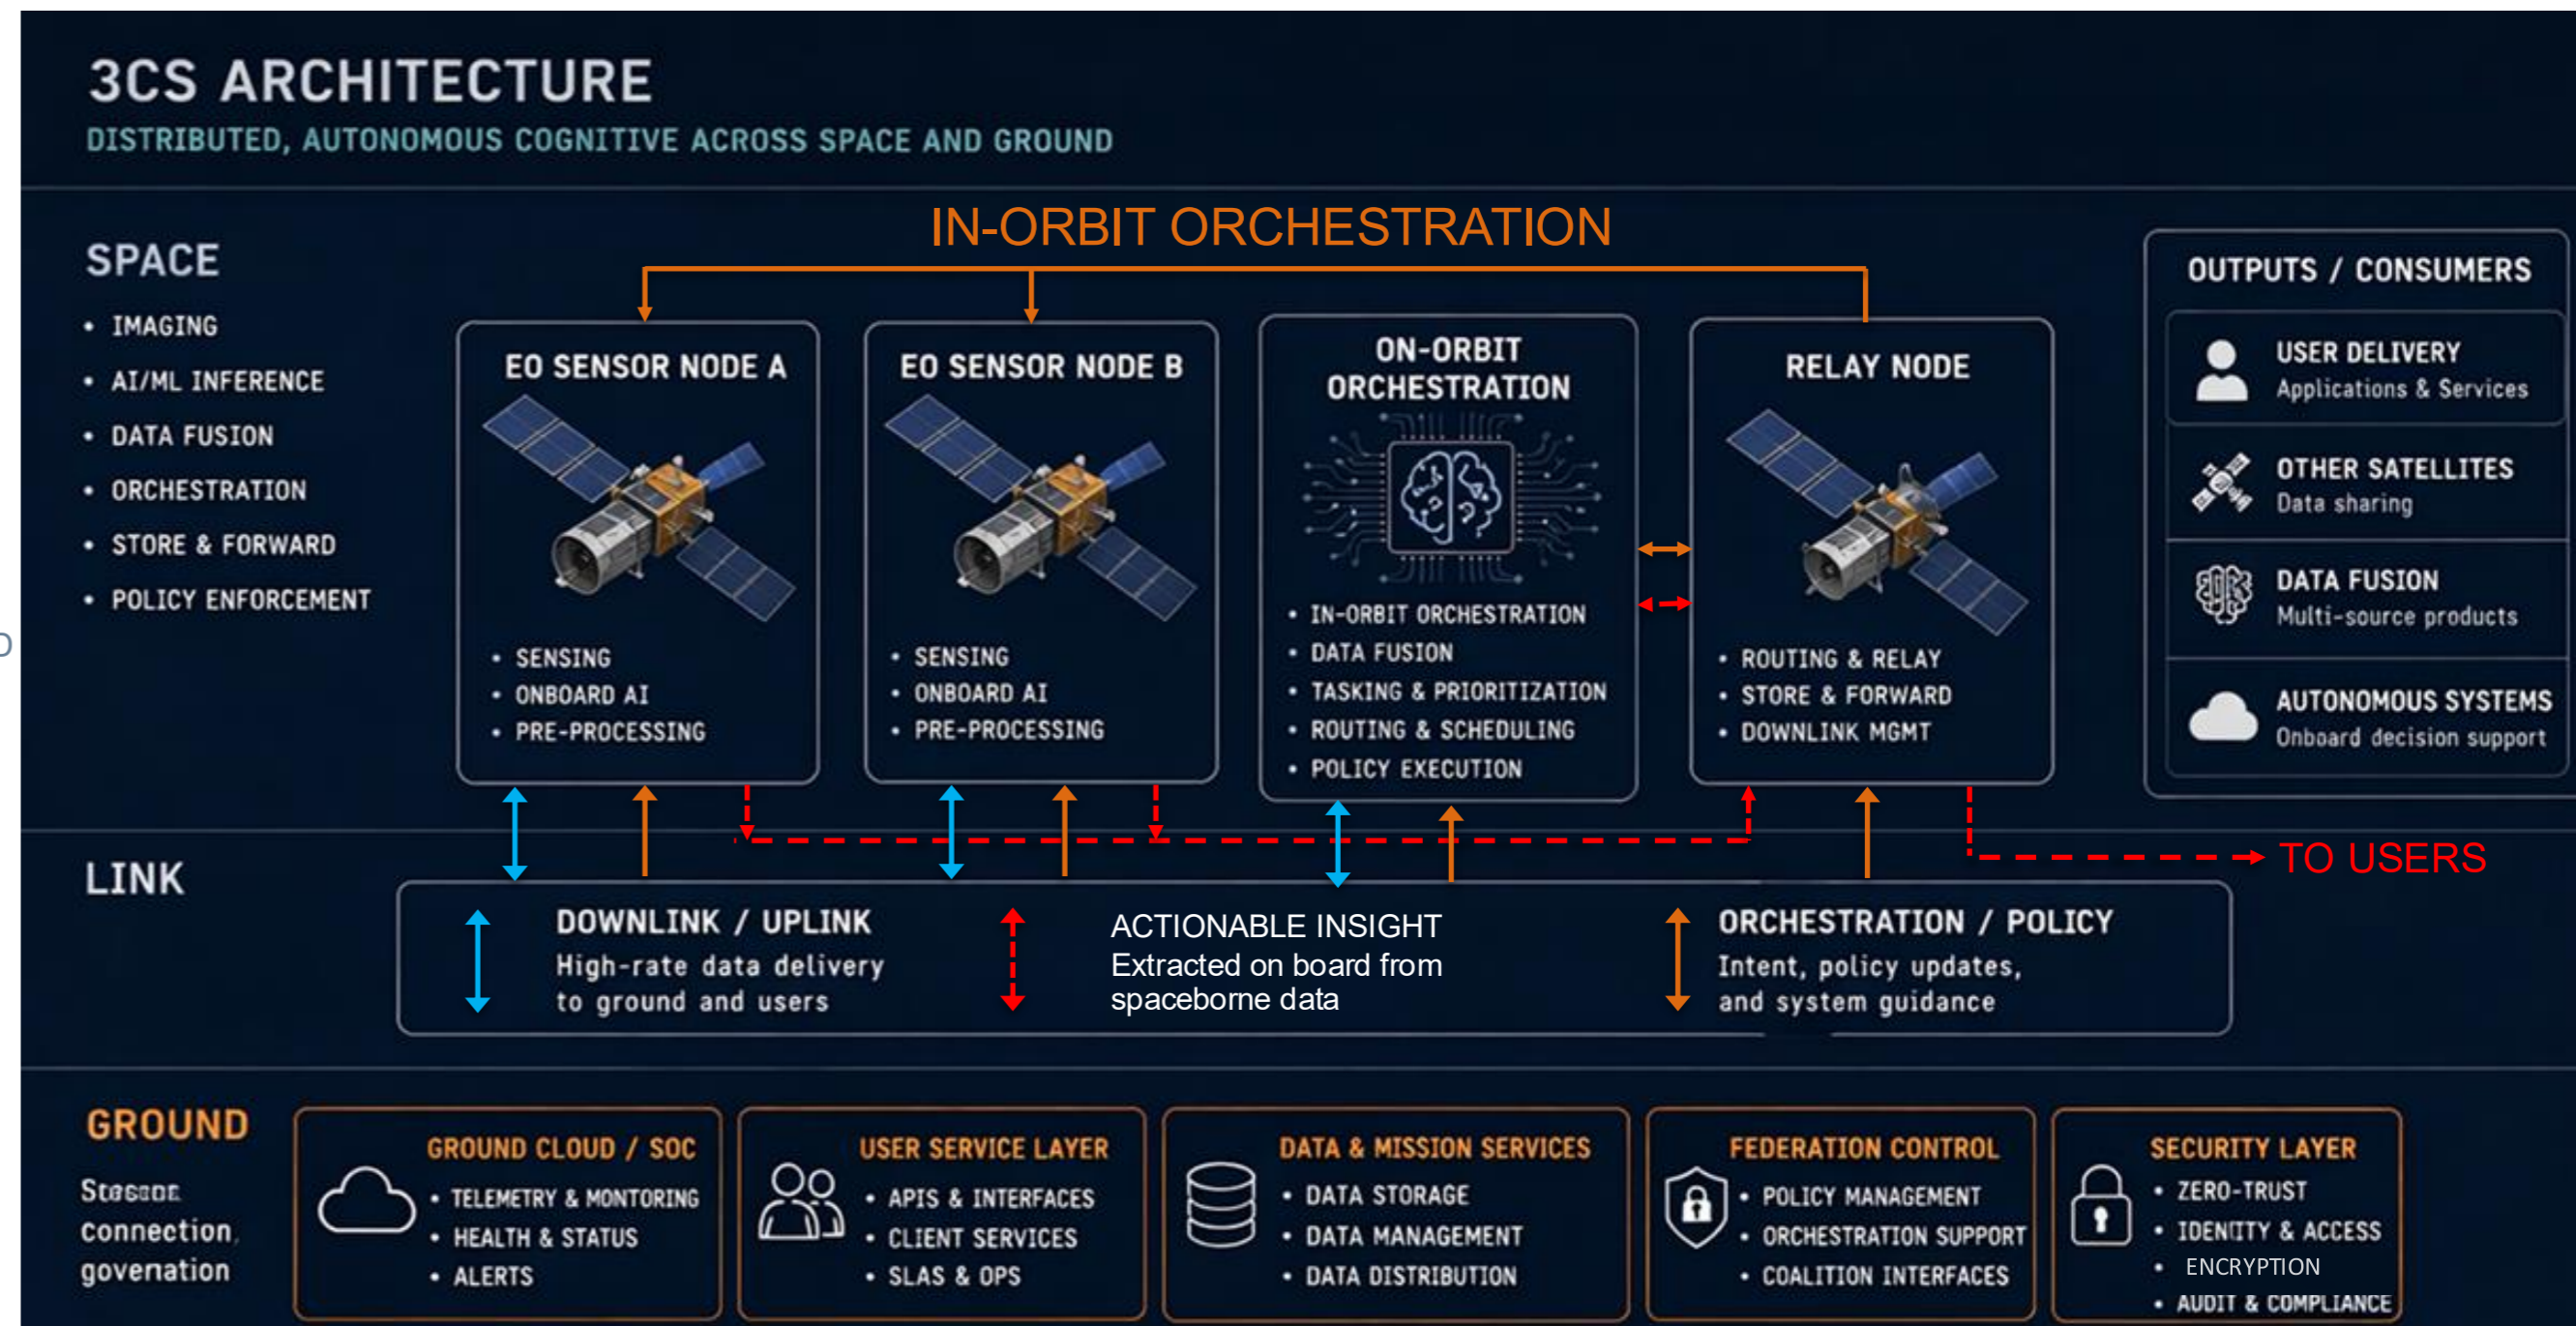 3CS ARCHITECTURE
DISTRIBUTED, AUTONOMOUS COGNITIVE ACROSS SPACE AND GROUND
IN-ORBIT ORCHESTRATION
SPACE
• IMAGING
• AI/ML INFERENCE
• DATA FUSION
• ORCHESTRATION
• STORE & FORWARD
• POLICY ENFORCEMENT
EO SENSOR NODE A
• SENSING
• ONBOARD AI
• PRE-PROCESSING
EO SENSOR NODE B
• SENSING
• ONBOARD AI
• PRE-PROCESSING
ON-ORBIT
ORCHESTRATION
• IN-ORBIT ORCHESTRATION
• DATA FUSION
• TASKING & PRIORITIZATION
• ROUTING & SCHEDULING
• POLICY EXECUTION
RELAY NODE
• ROUTING & RELAY
• STORE & FORWARD
• DOWNLINK MGMT
OUTPUTS / CONSUMERS
USER DELIVERY
Applications & Services
OTHER SATELLITES
Data sharing
DATA FUSION
Multi-source products
AUTONOMOUS SYSTEMS
Onboard decision support
TO USERS
LINK
DOWNLINK / UPLINK
High-rate data delivery
to ground and users
ACTIONABLE INSIGHT
Extracted on board from
spaceborne data
ORCHESTRATION / POLICY
Intent, policy updates,
and system guidance
GROUND
connection,
govenation
GROUND CLOUD / SOC
• TELEMETRY & MONTORING
• HEALTH & STATUS
• ALERTS
USER SERVICE LAYER
• APIS & INTERFACES
• CLIENT SERVICES
• SLAS & OPS
DATA & MISSION SERVICES
• DATA STORAGE
• DATA MANAGEMENT
• DATA DISTRIBUTION
FEDERATION CONTROL
• POLICY MANAGEMENT
• ORCHESTRATION SUPPORT
• COALITION INTERFACES
SECURITY LAYER
• ZERO-TRUST
• IDENTITY & ACCESS
• ENCRYPTION
• AUDIT & COMPLIANCE